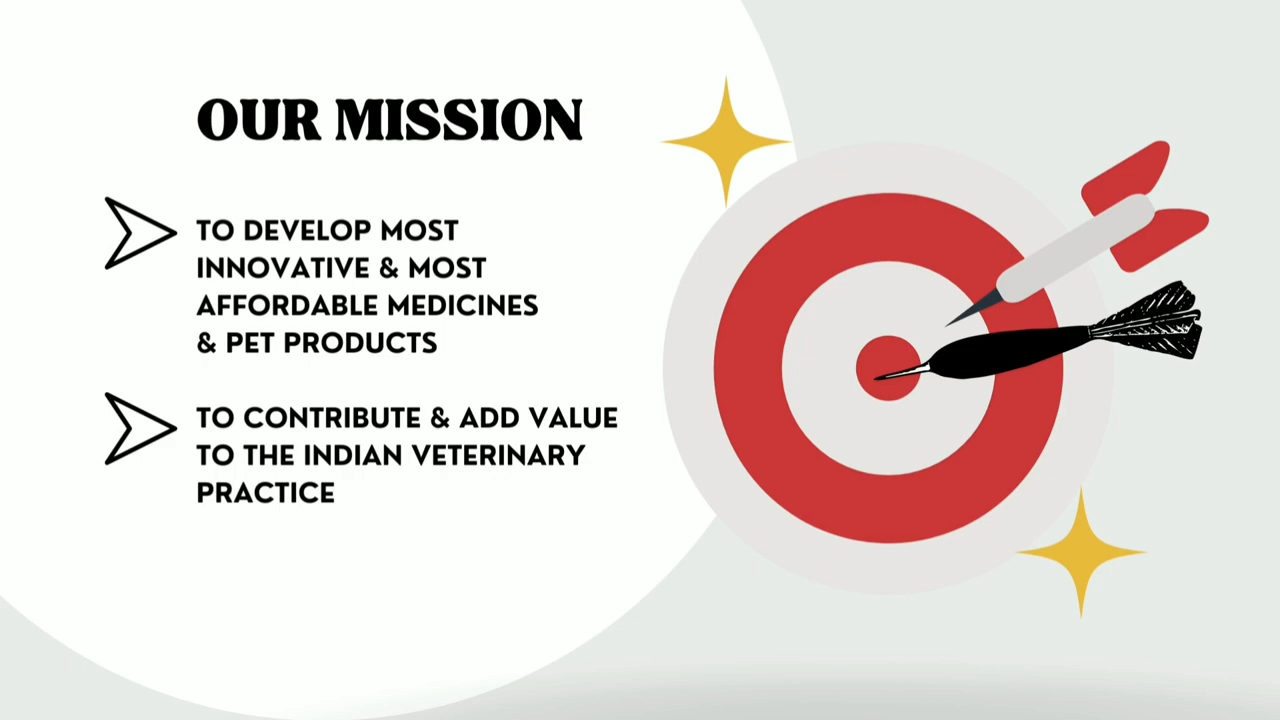 OUR MISSION
TO DEVELOP MOST
INNOVATIVE & MOST
AFFORDABLE MEDICINES
& PET PRODUCTS
TO CONTRIBUTE & ADD VALUE
TO THE INDIAN VETERINARY
PRACTICE